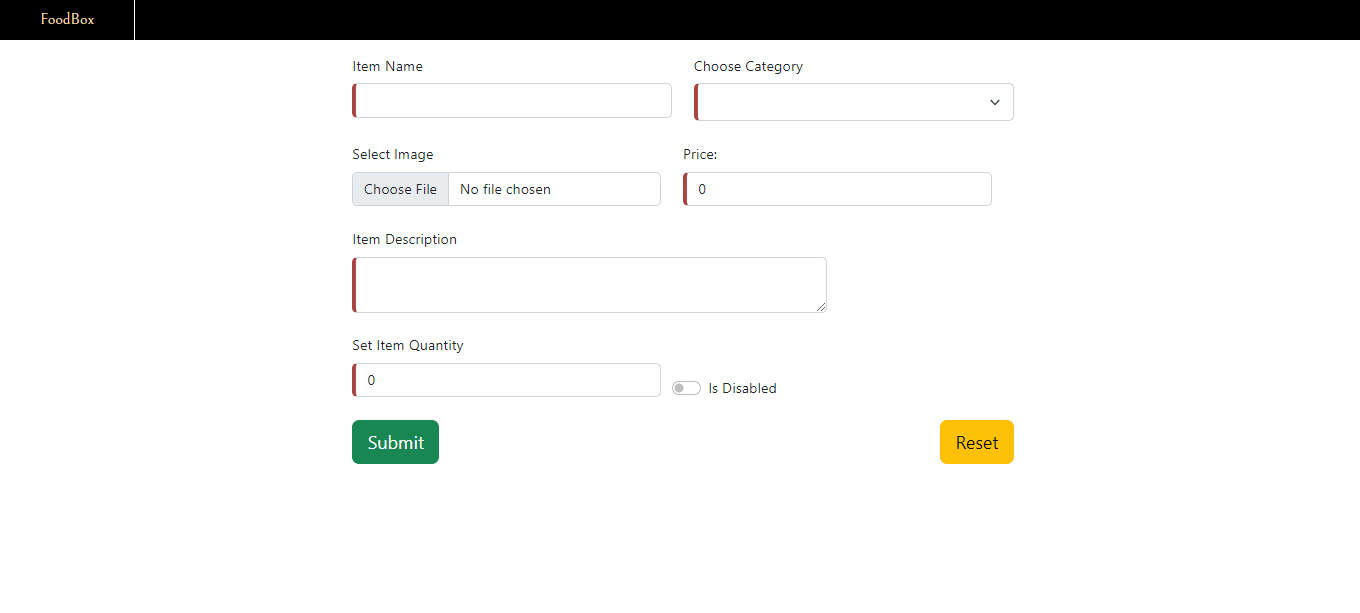 FoodBox
Item Name Choose Category
Select Image Price:
Choose File No file chosen 0
Item Description
Set Item Quantity
0 Is Disabled
Submit Reset